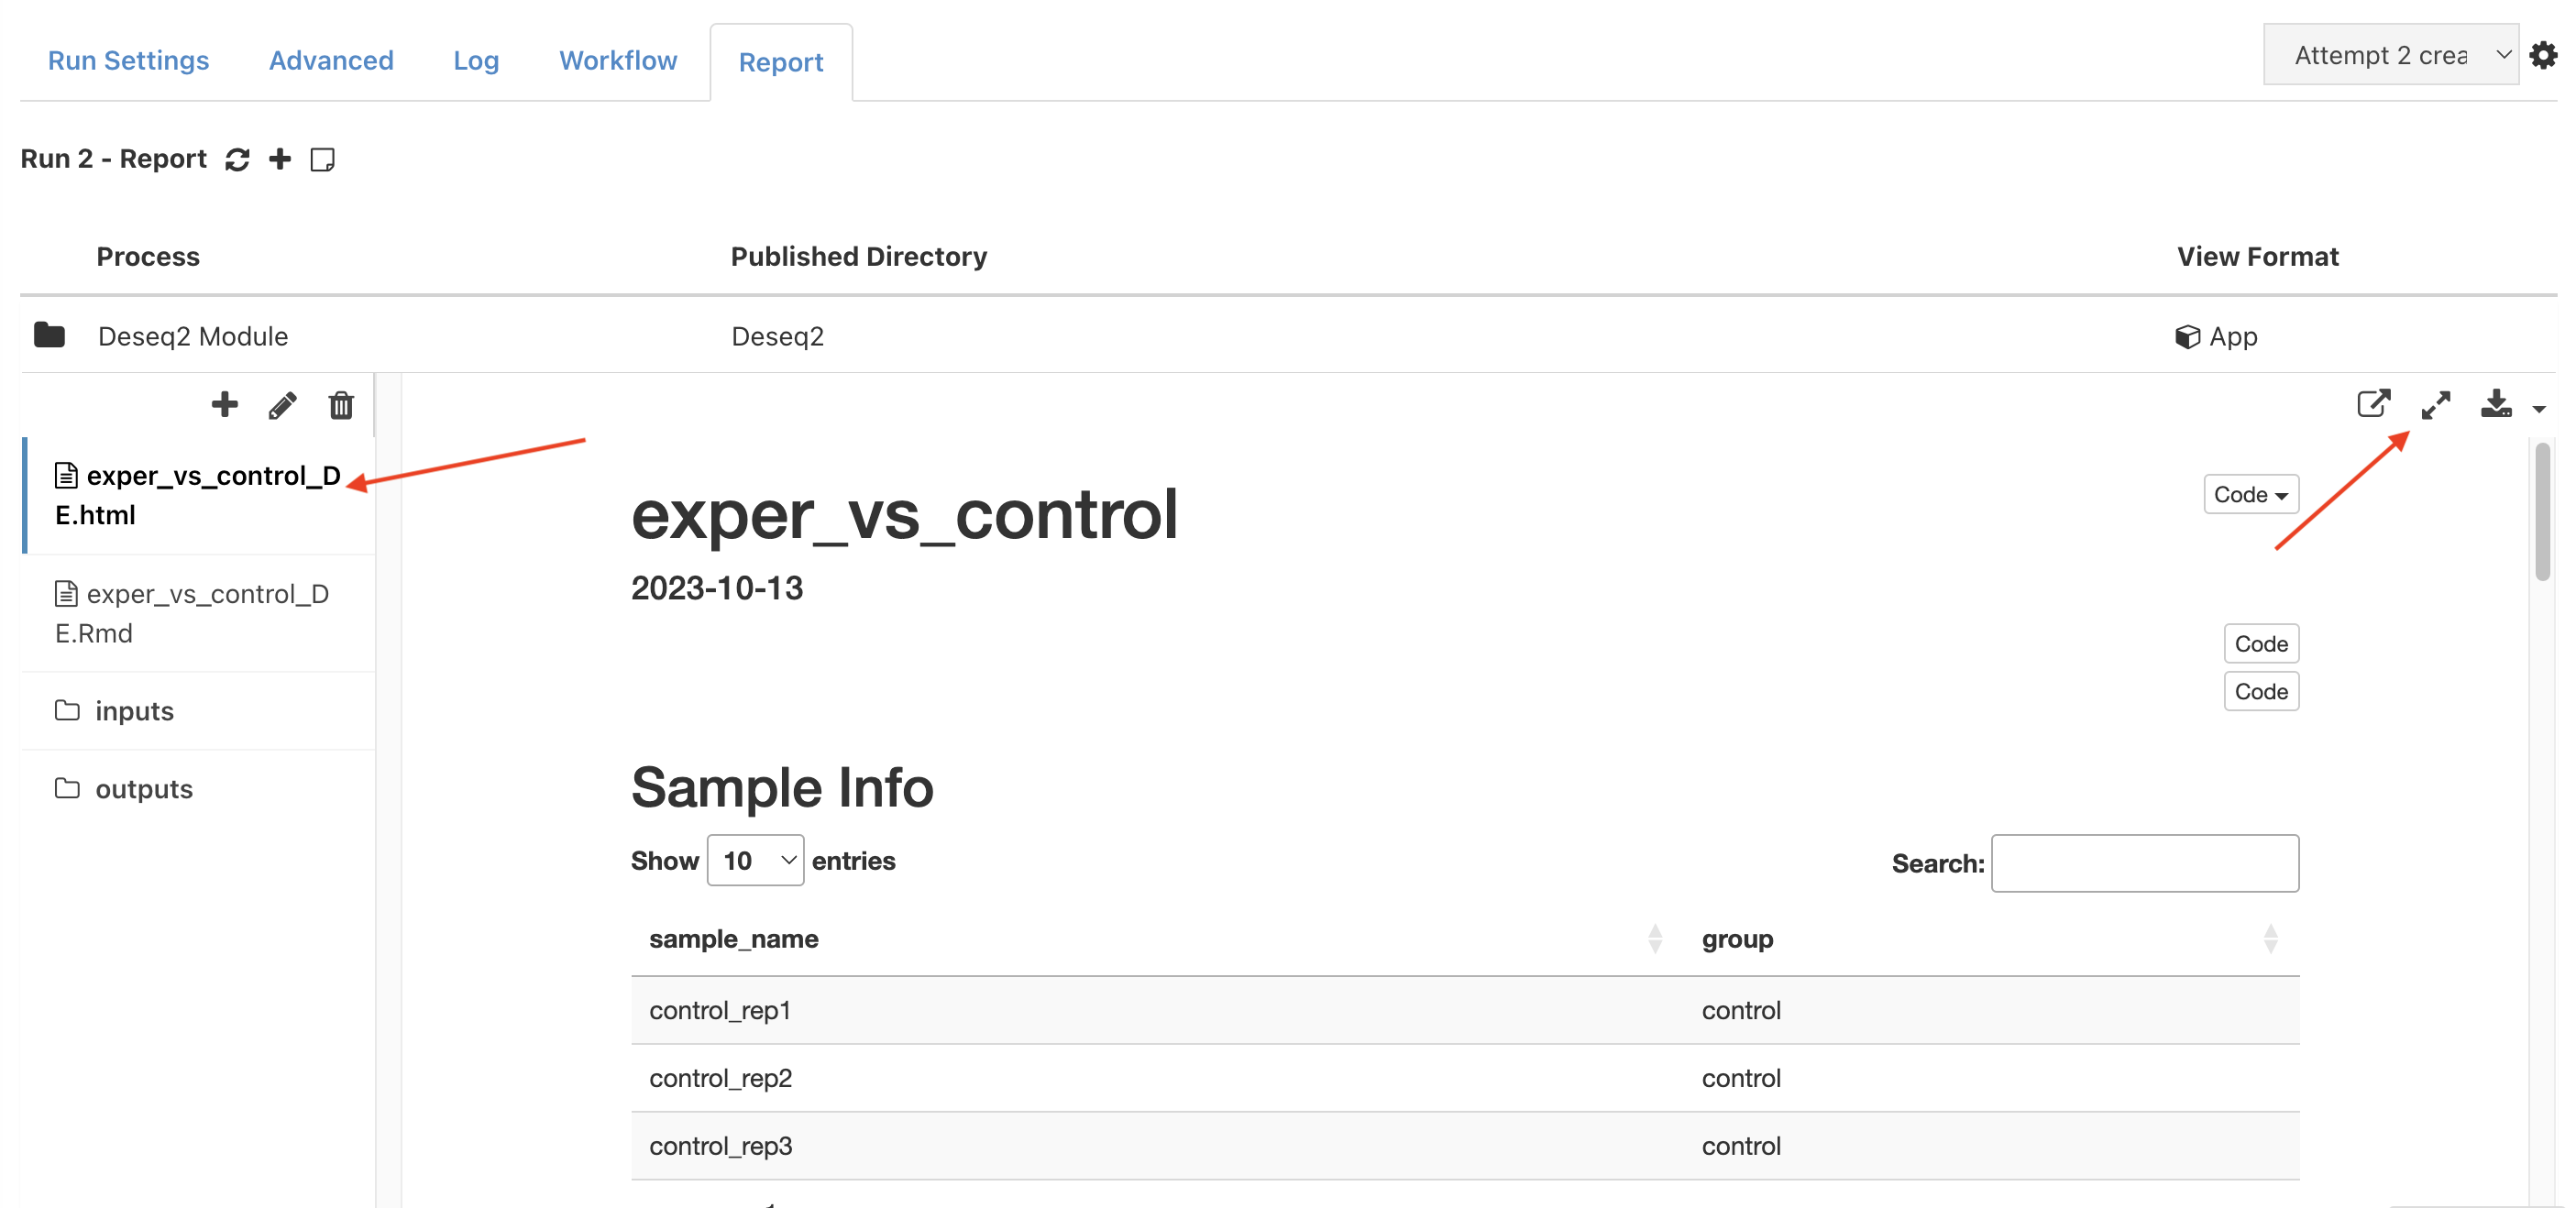 Run Settings Advanced Log Workflow Report Attempt 2 crea
Run 2 - Report
Process Published Directory View Format
Deseq2 Module Deseq2 App
exper_vs_control_D
E.html
exper_vs_control_D
E.Rmd
inputs
outputs
exper_vs_control Code
2023-10-13
Code
Code
Sample Info
Show 10 entries Search:
sample_name group
control_rep1 control
control_rep2 control
control_rep3 control